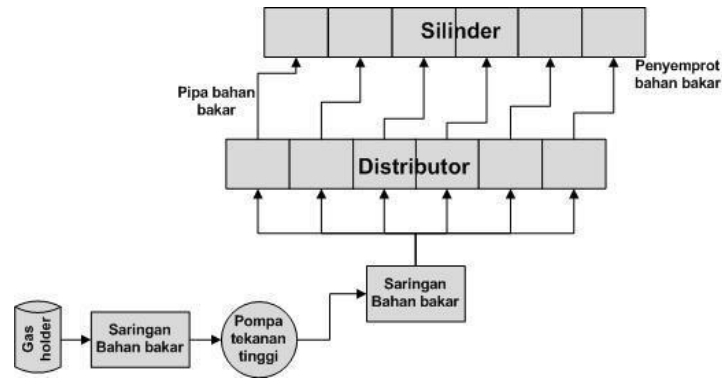 Silinder
Pipa bahan
bakar
Penyemprot
bahan bakar
Distributor
Saringan
Bahan bakar
Gas
holder
Saringan
Bahan bakar
Pompa
tekanan
tinggi